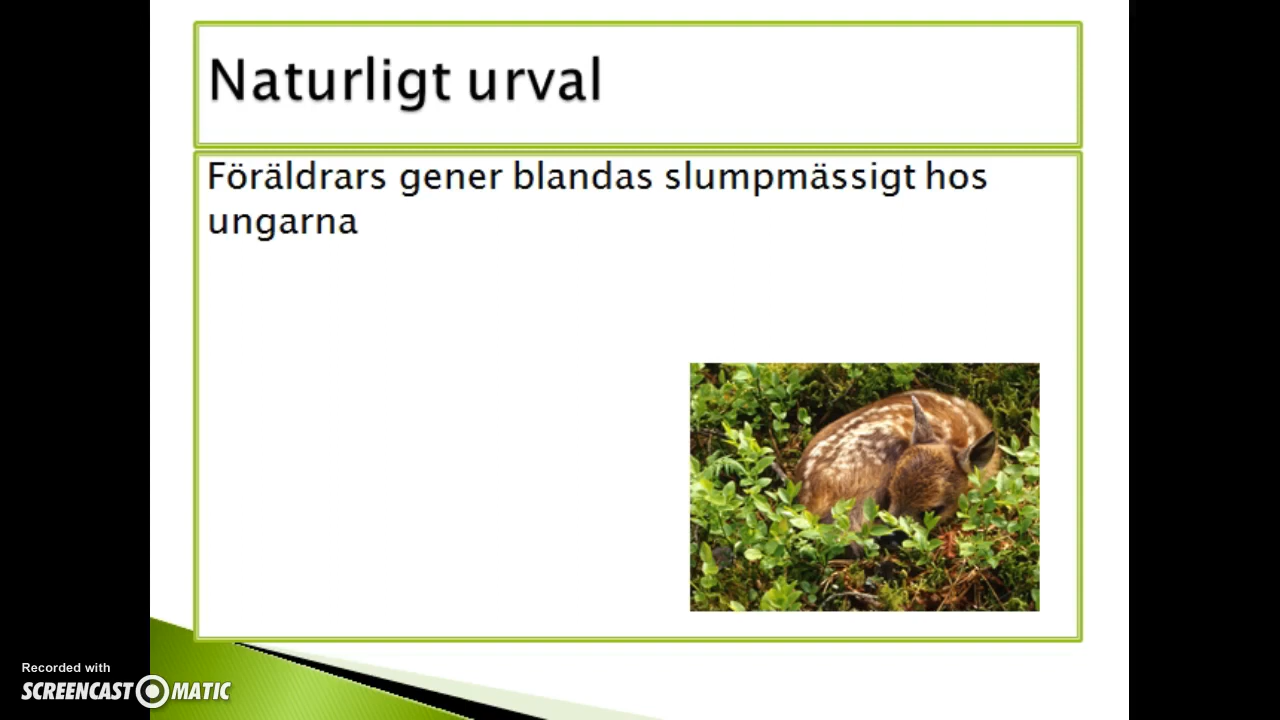 Naturligt urval
Föräldrars gener blandas slumpmässigt hos
ungarna
Recorded with
SCREENCAST MATIC